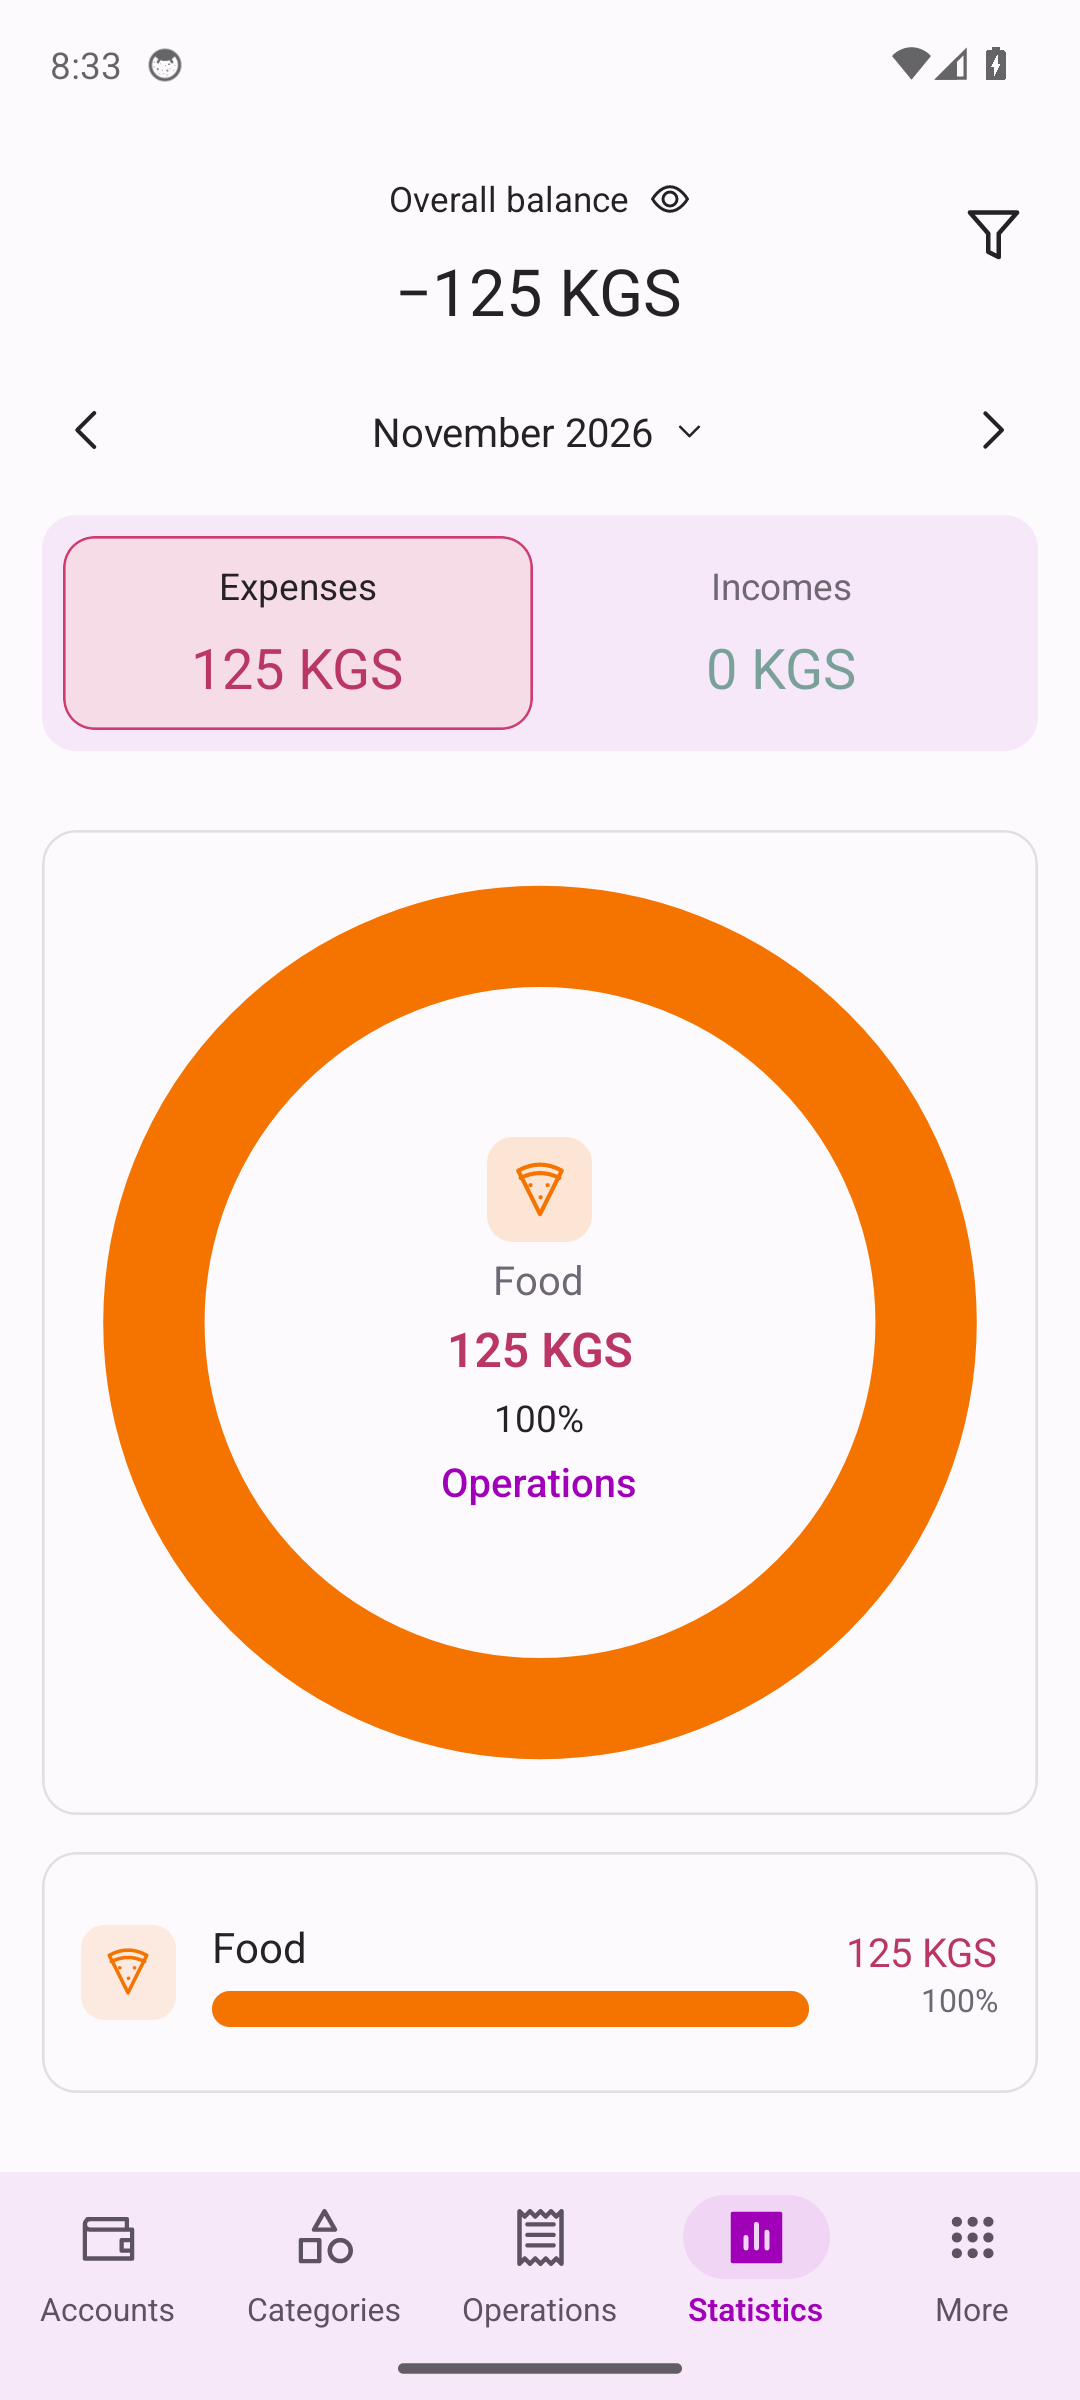 8:33
Overall balance
−125 KGS
November 2026
Expenses
125 KGS
Incomes
0 KGS
Food
125 KGS
100%
Operations
Food
125 KGS
100%
Accounts
Categories
Operations
Statistics
More